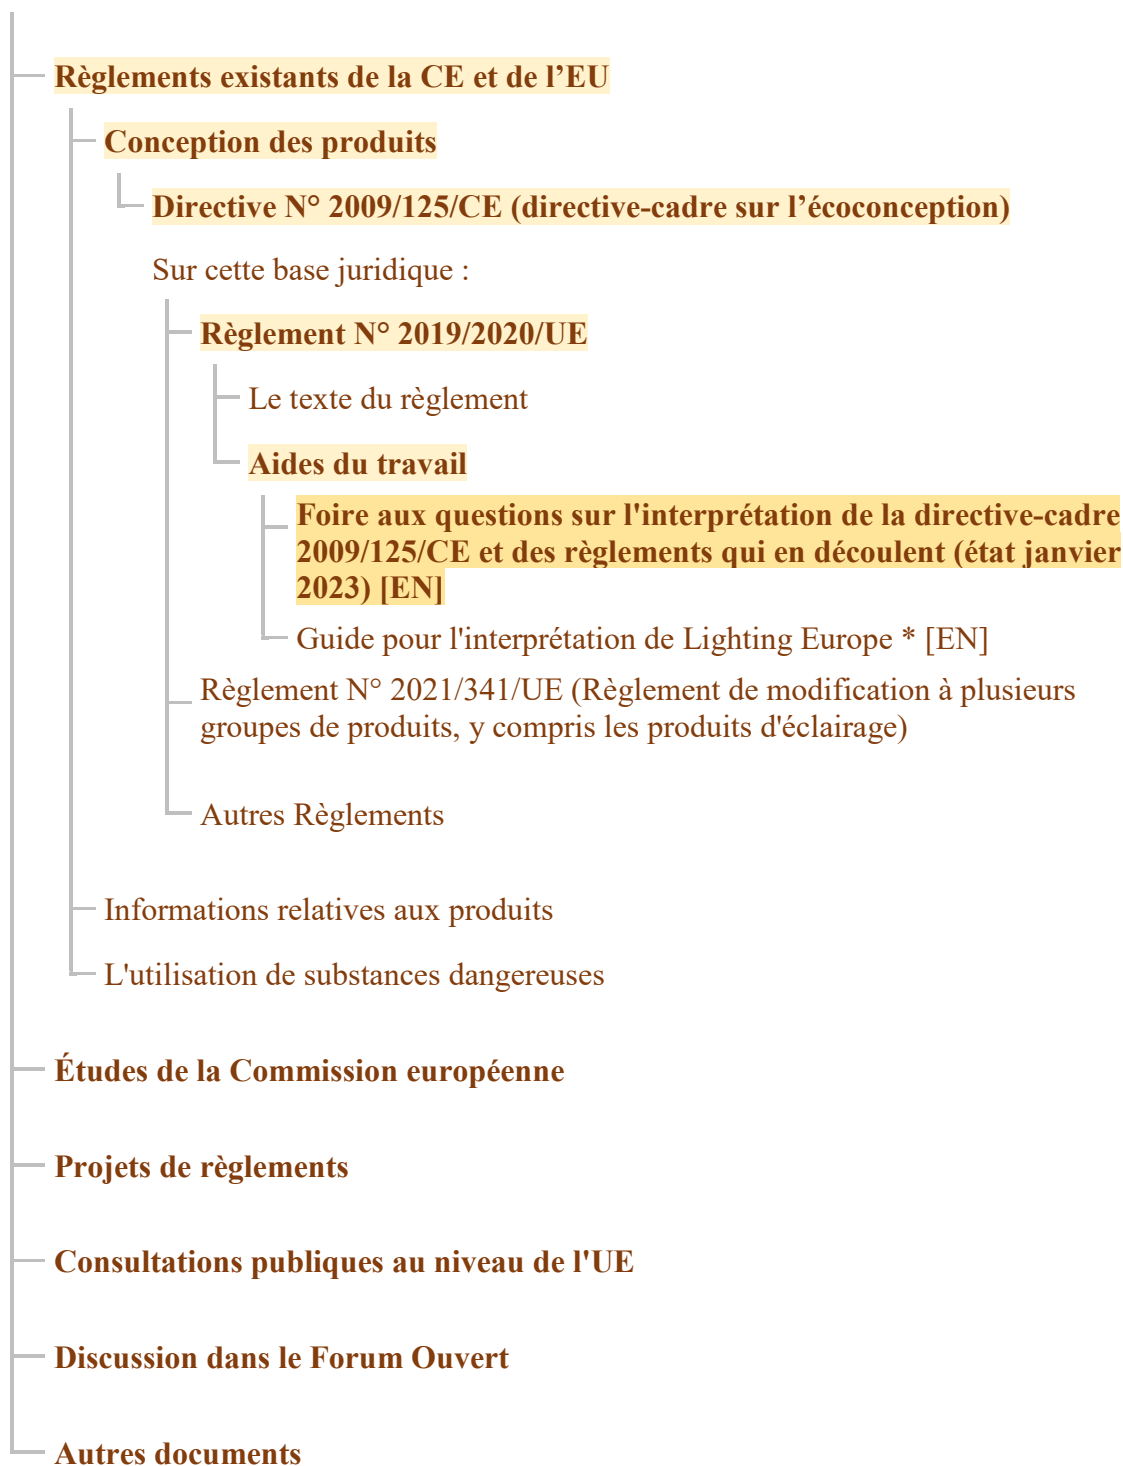 Règlements existants de la CE et de l’EU
Conception des produits
Directive N° 2009/125/CE (directive-cadre sur l’écoconception)
Sur cette base juridique :
Règlement N° 2019/2020/UE
Le texte du règlement
Aides du travail
Foire aux questions sur l'interprétation de la directive-cadre
2009/125/CE et des règlements qui en découlent (état janvier
2023) [EN]
Guide pour l'interprétation de Lighting Europe * [EN]
Règlement N° 2021/341/UE (Règlement de modification à plusieurs
groupes de produits, y compris les produits d'éclairage)
Autres Règlements
Informations relatives aux produits
L'utilisation de substances dangereuses
Études de la Commission européenne
Projets de règlements
Consultations publiques au niveau de l'UE
Discussion dans le Forum Ouvert
Autres documents